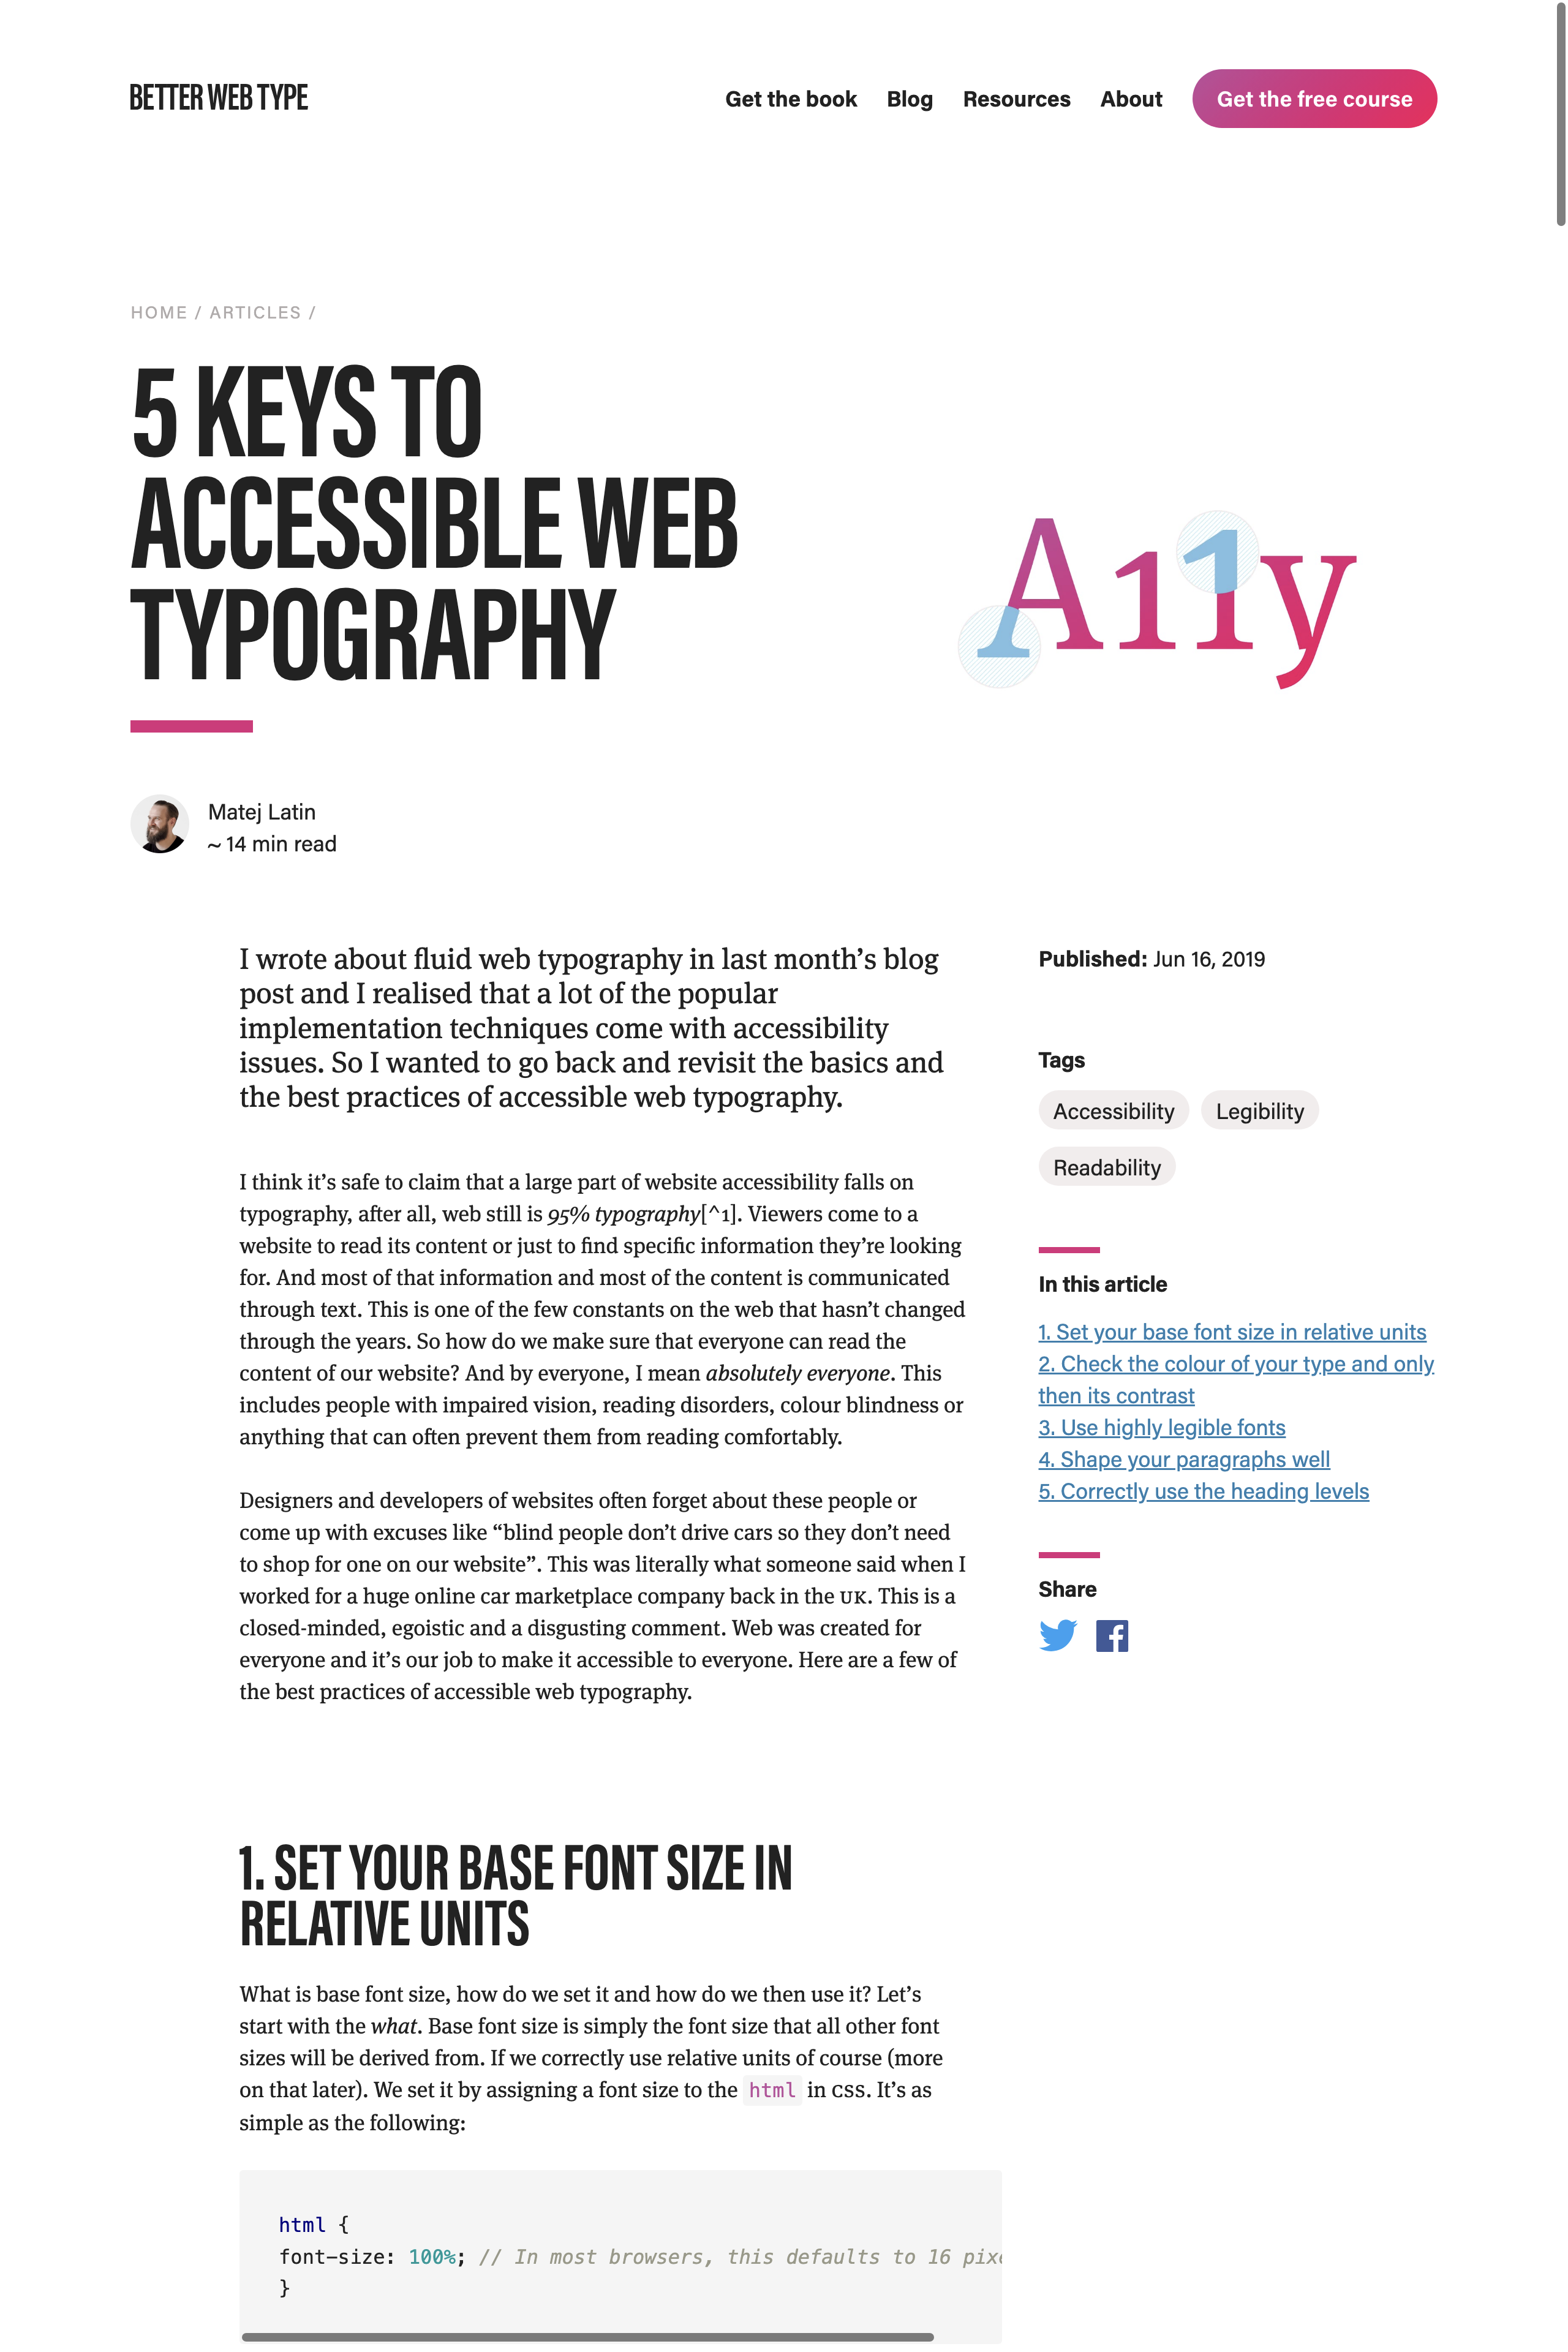 BETTER WEB TYPE
Get the book
Blog
Resources
About
Get the free course
HOME / ARTICLES /
5 KEYS TO
ACCESSIBLE WEB
TYPOGRAPHY
A11y
Matej Latin
~ 14 min read
I wrote about fluid web typography in last month’s blog
post and I realised that a lot of the popular
implementation techniques come with accessibility
issues. So I wanted to go back and revisit the basics and
the best practices of accessible web typography.
I think it’s safe to claim that a large part of website accessibility falls on
typography, after all, web still is 95% typography[^1]. Viewers come to a
website to read its content or just to find specific information they’re looking
for. And most of that information and most of the content is communicated
through text. This is one of the few constants on the web that hasn’t changed
through the years. So how do we make sure that everyone can read the
content of our website? And by everyone, I mean absolutely everyone. This
includes people with impaired vision, reading disorders, colour blindness or
anything that can often prevent them from reading comfortably.
Designers and developers of websites often forget about these people or
come up with excuses like “blind people don’t drive cars so they don’t need
to shop for one on our website”. This was literally what someone said when I
worked for a huge online car marketplace company back in the UK. This is a
closed-minded, egoistic and a disgusting comment. Web was created for
everyone and it’s our job to make it accessible to everyone. Here are a few of
the best practices of accessible web typography.
Published: Jun 16, 2019
Tags
Accessibility
Legibility
Readability
In this article
1. Set your base font size in relative units
2. Check the colour of your type and only
then its contrast
3. Use highly legible fonts
4. Shape your paragraphs well
5. Correctly use the heading levels
Share
1. SET YOUR BASE FONT SIZE IN
RELATIVE UNITS
What is base font size, how do we set it and how do we then use it? Let’s
start with the what. Base font size is simply the font size that all other font
sizes will be derived from. If we correctly use relative units of course (more
on that later). We set it by assigning a font size to the html in CSS. It’s as
simple as the following:
html {
font-size: 100%; // In most browsers, this defaults to 16
}